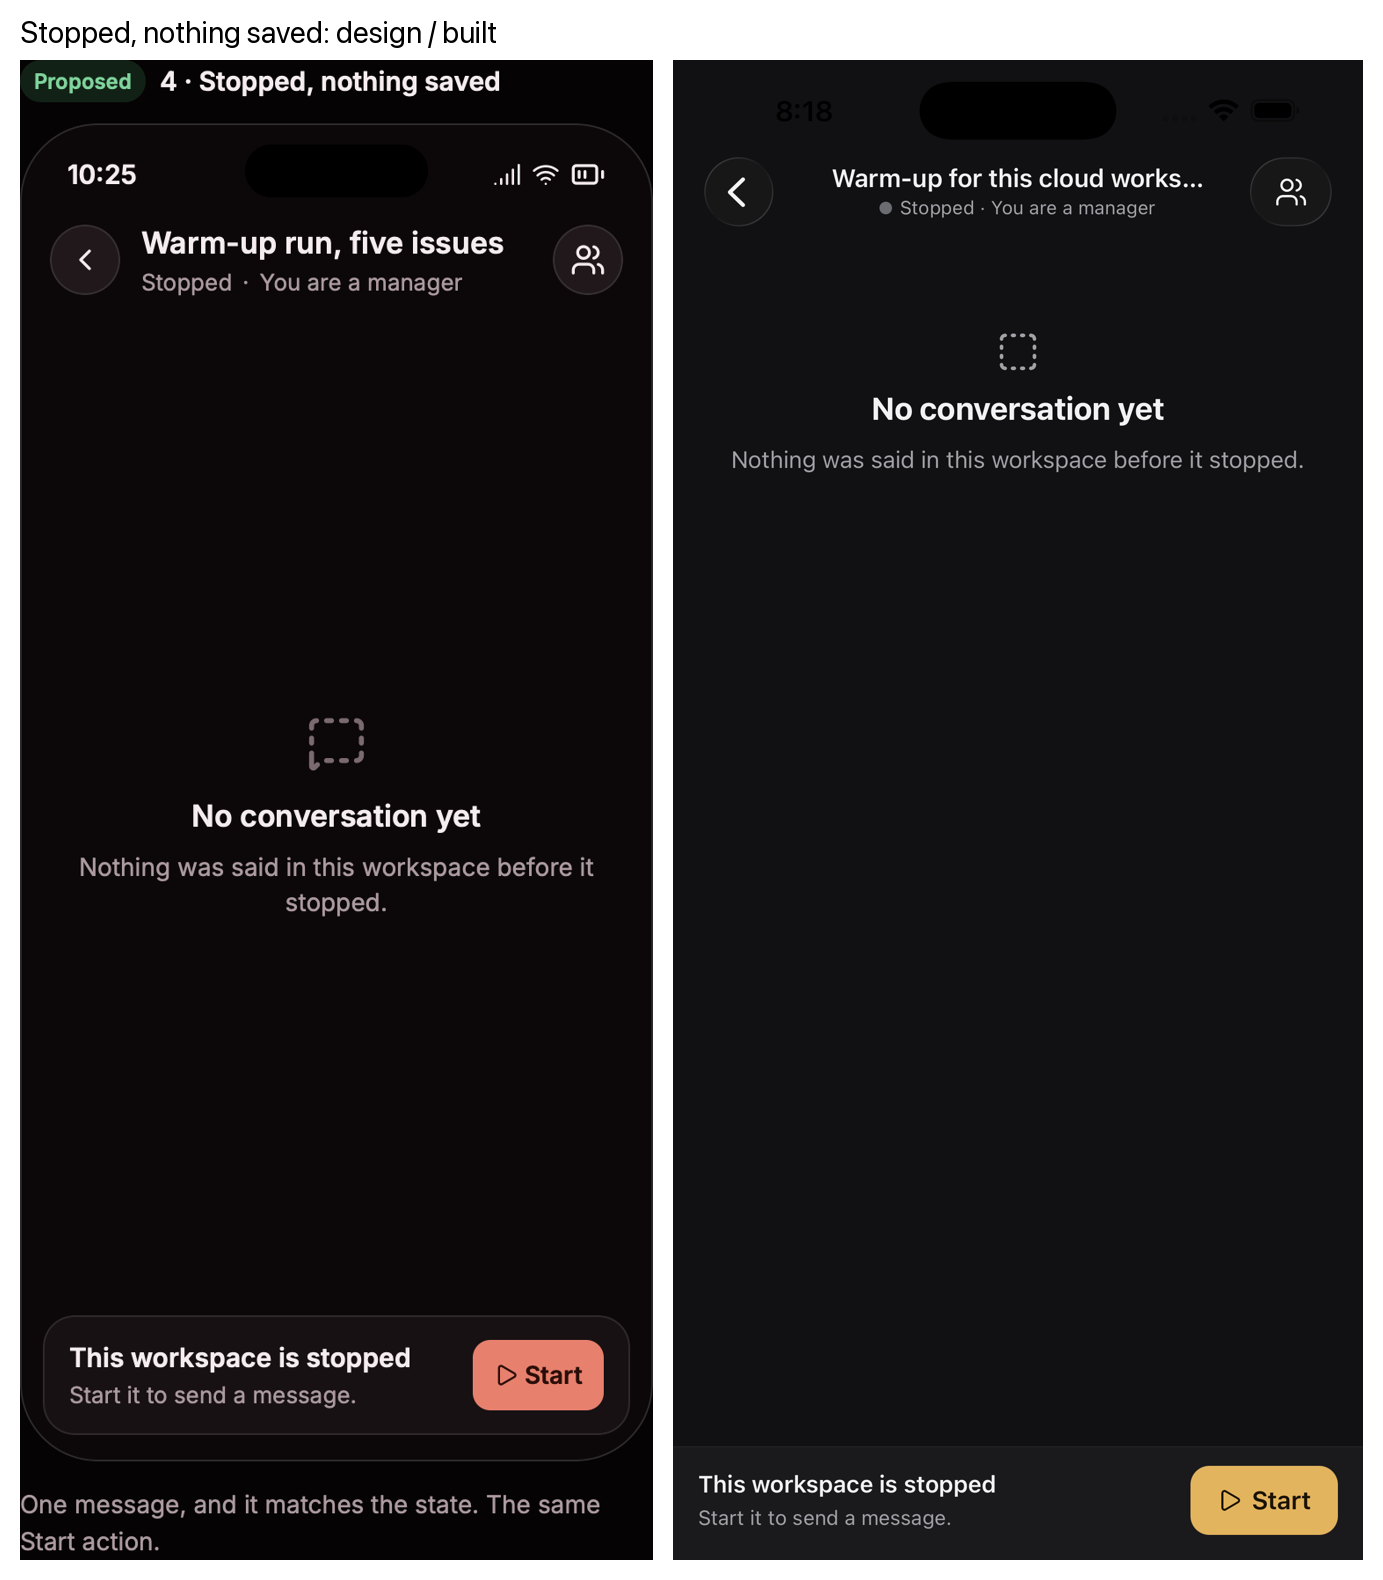 Stopped, nothing saved: design / built
Proposed
4 · Stopped, nothing saved
10:25
Warm-up run, five issues
Stopped · You are a manager
No conversation yet
Nothing was said in this workspace before it
stopped.
This workspace is stopped
Start it to send a message.
Start
One message, and it matches the state. The same
Start action.
8:18
Warm-up for this cloud works...
Stopped · You are a manager
No conversation yet
Nothing was said in this workspace before it stopped.
This workspace is stopped
Start it to send a message.
Start